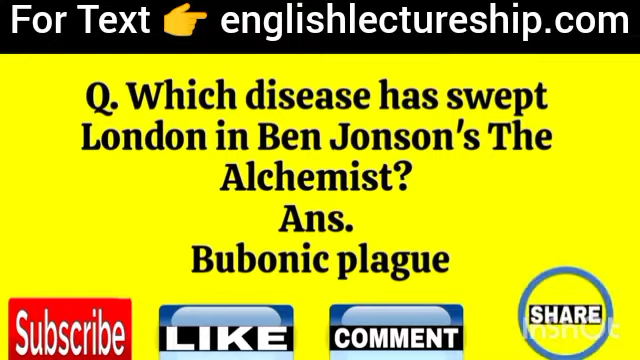 For Text 👉 englishlectureship.com
Q. Which disease has swept
London in Ben Jonson's The
Alchemist?
Ans.
Bubonic plague
Subscribe
LIKE
COMMENT
SHARE
InShOt